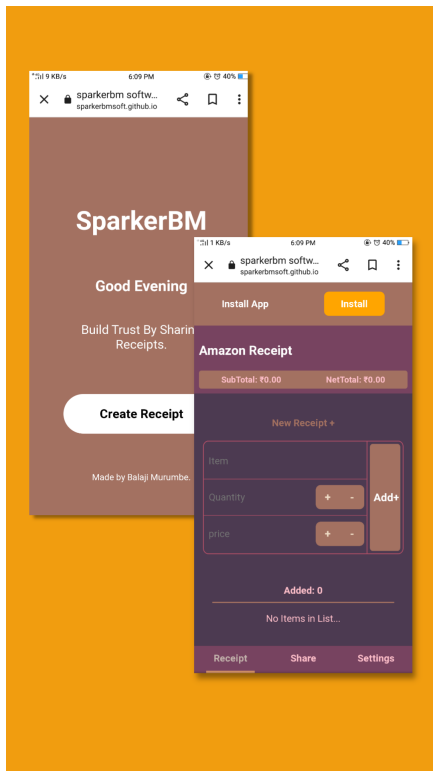 9 KB/s 6:09 PM 40%
sparkerbm softw...
sparkerbmsoft.github.io
SparkerBM
Good Evening
Build Trust By Sharin
Receipts.
Create Receipt
Made by Balaji Murumbe.
1 KB/s 6:09 PM 40%
sparkerbm softw...
sparkerbmsoft.github.io
Install App Install
Amazon Receipt
SubTotal: ₹0.00 NetTotal: ₹0.00
New Receipt +
Item
Quantity + - Add+
price + -
Added: 0
No Items in List...
Receipt Share Settings